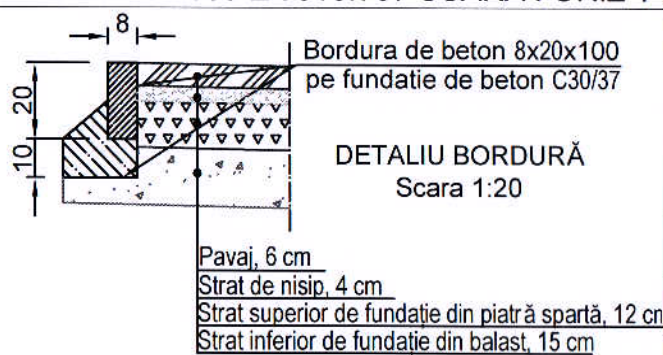 8
Bordura de beton 8x20x100
pe fundatie de beton C30/37
20
10
DETALIU BORDURĂ
Scara 1:20
Pavaj, 6 cm
Strat de nisip, 4 cm
Strat superior de fundație din piatră spartă, 12 cm
Strat inferior de fundație din balast, 15 cm